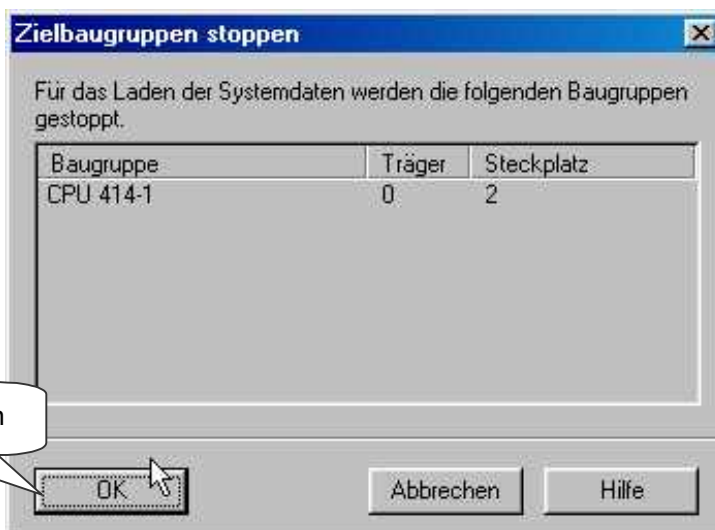 Zielbaugruppen stoppen
Für das Laden der Systemdaten werden die folgenden Baugruppen
gestoppt.
Baugruppe Träger Steckplatz
CPU 414-1 0 2
OK Abbrechen Hilfe